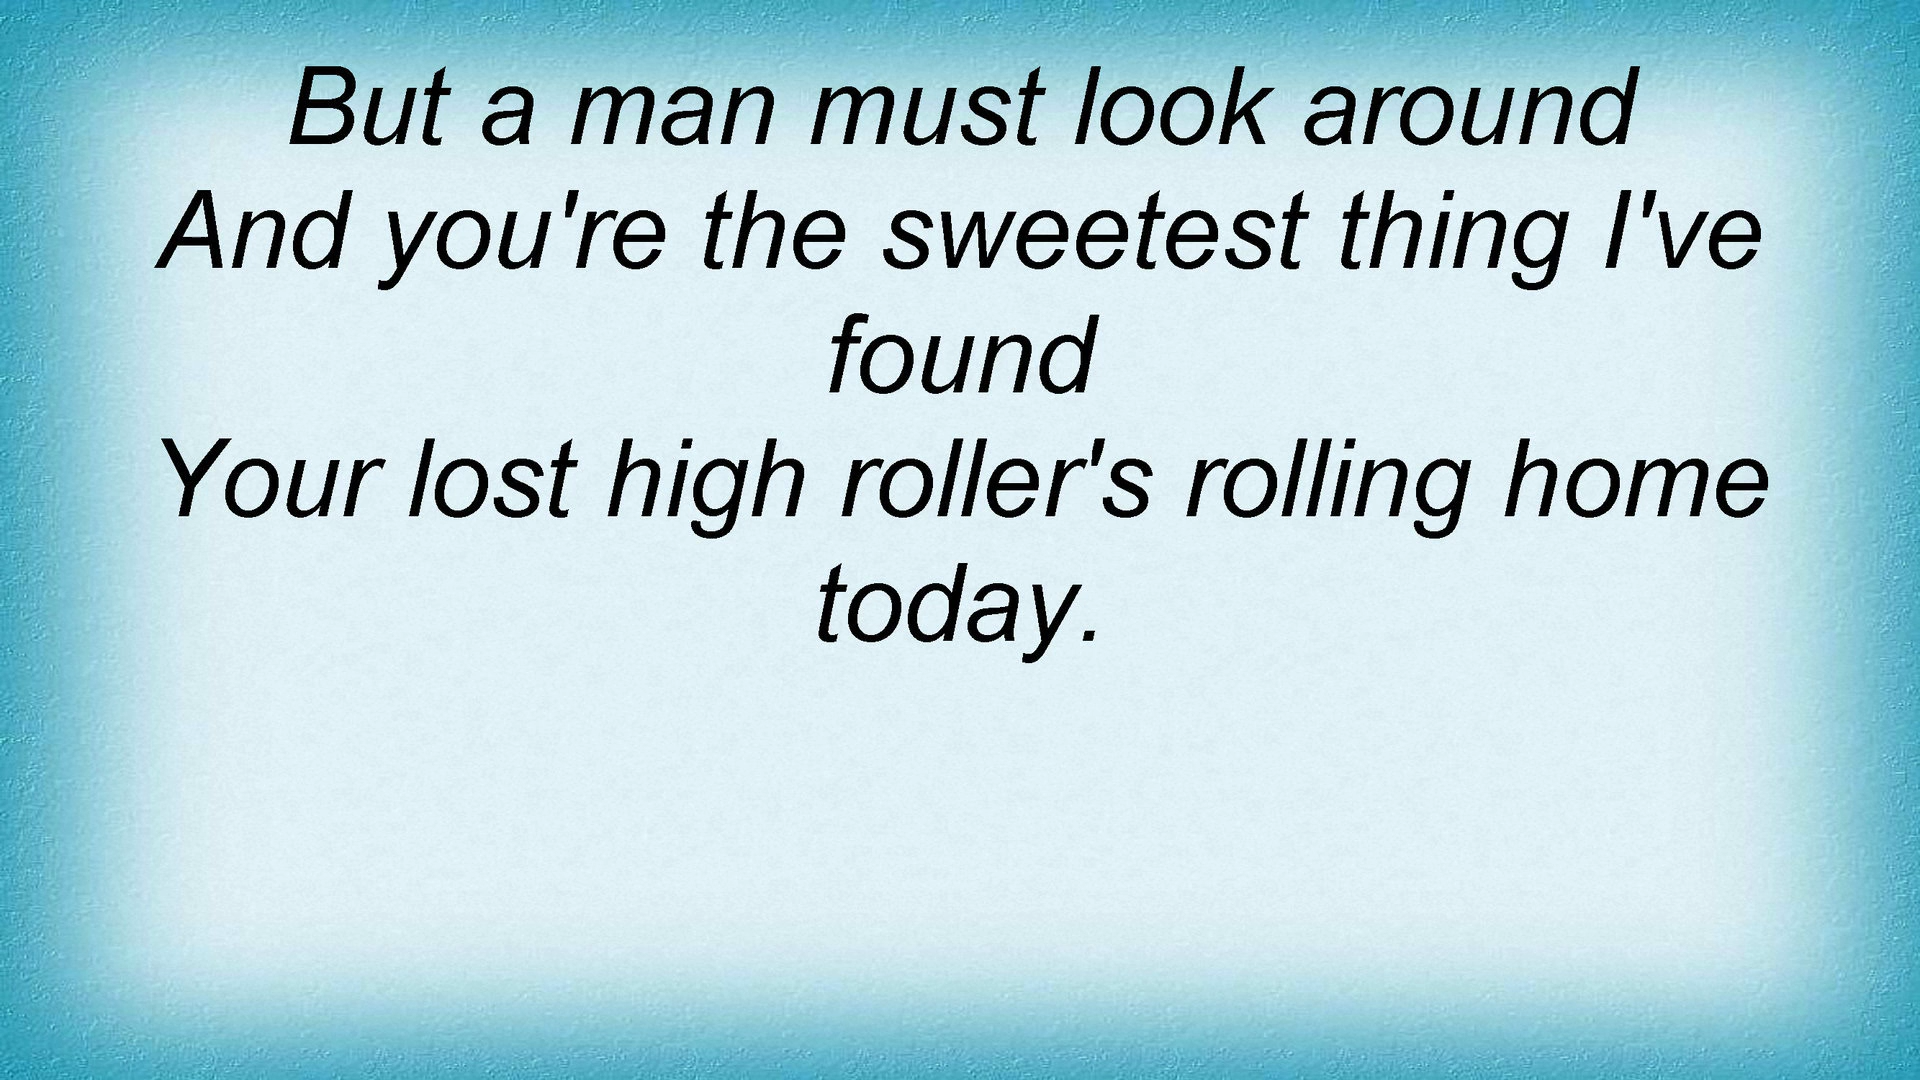 But a man must look around
And you're the sweetest thing I've
found
Your lost high roller's rolling home
today.